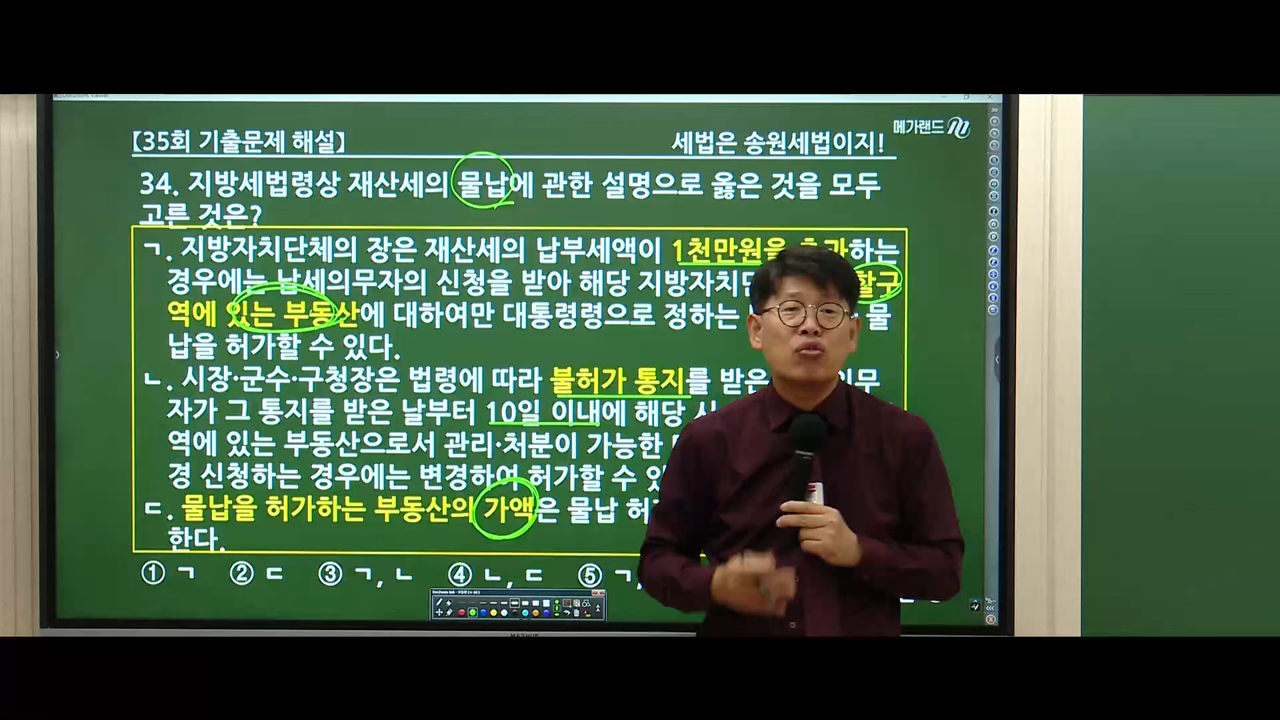 【35회 기출문제 해설】 세법은 송원세법이지!
메가랜드
34. 지방세법령상 재산세의 물납에 관한 설명으로 옳은 것을 모두
고른 것은?
ㄱ. 지방자치단체의 장은 재산세의 납부세액이 1천만원을 초과하는
경우에는 납세의무자의 신청을 받아 해당 지방자치단 할구
역에 있는 부동산에 대하여만 대통령령으로 정하는 물
납을 허가할 수 있다.
ㄴ. 시장·군수·구청장은 법령에 따라 불허가 통지를 받은 의무
자가 그 통지를 받은 날부터 10일 이내에 해당 시
역에 있는 부동산으로서 관리·처분이 가능한
경 신청하는 경우에는 변경하여 허가할 수 있
ㄷ. 물납을 허가하는 부동산의 가액은 물납 허
한다.
① ㄱ ② ㄷ ③ ㄱ, ㄴ ④ ㄴ, ㄷ ⑤ ㄱ,